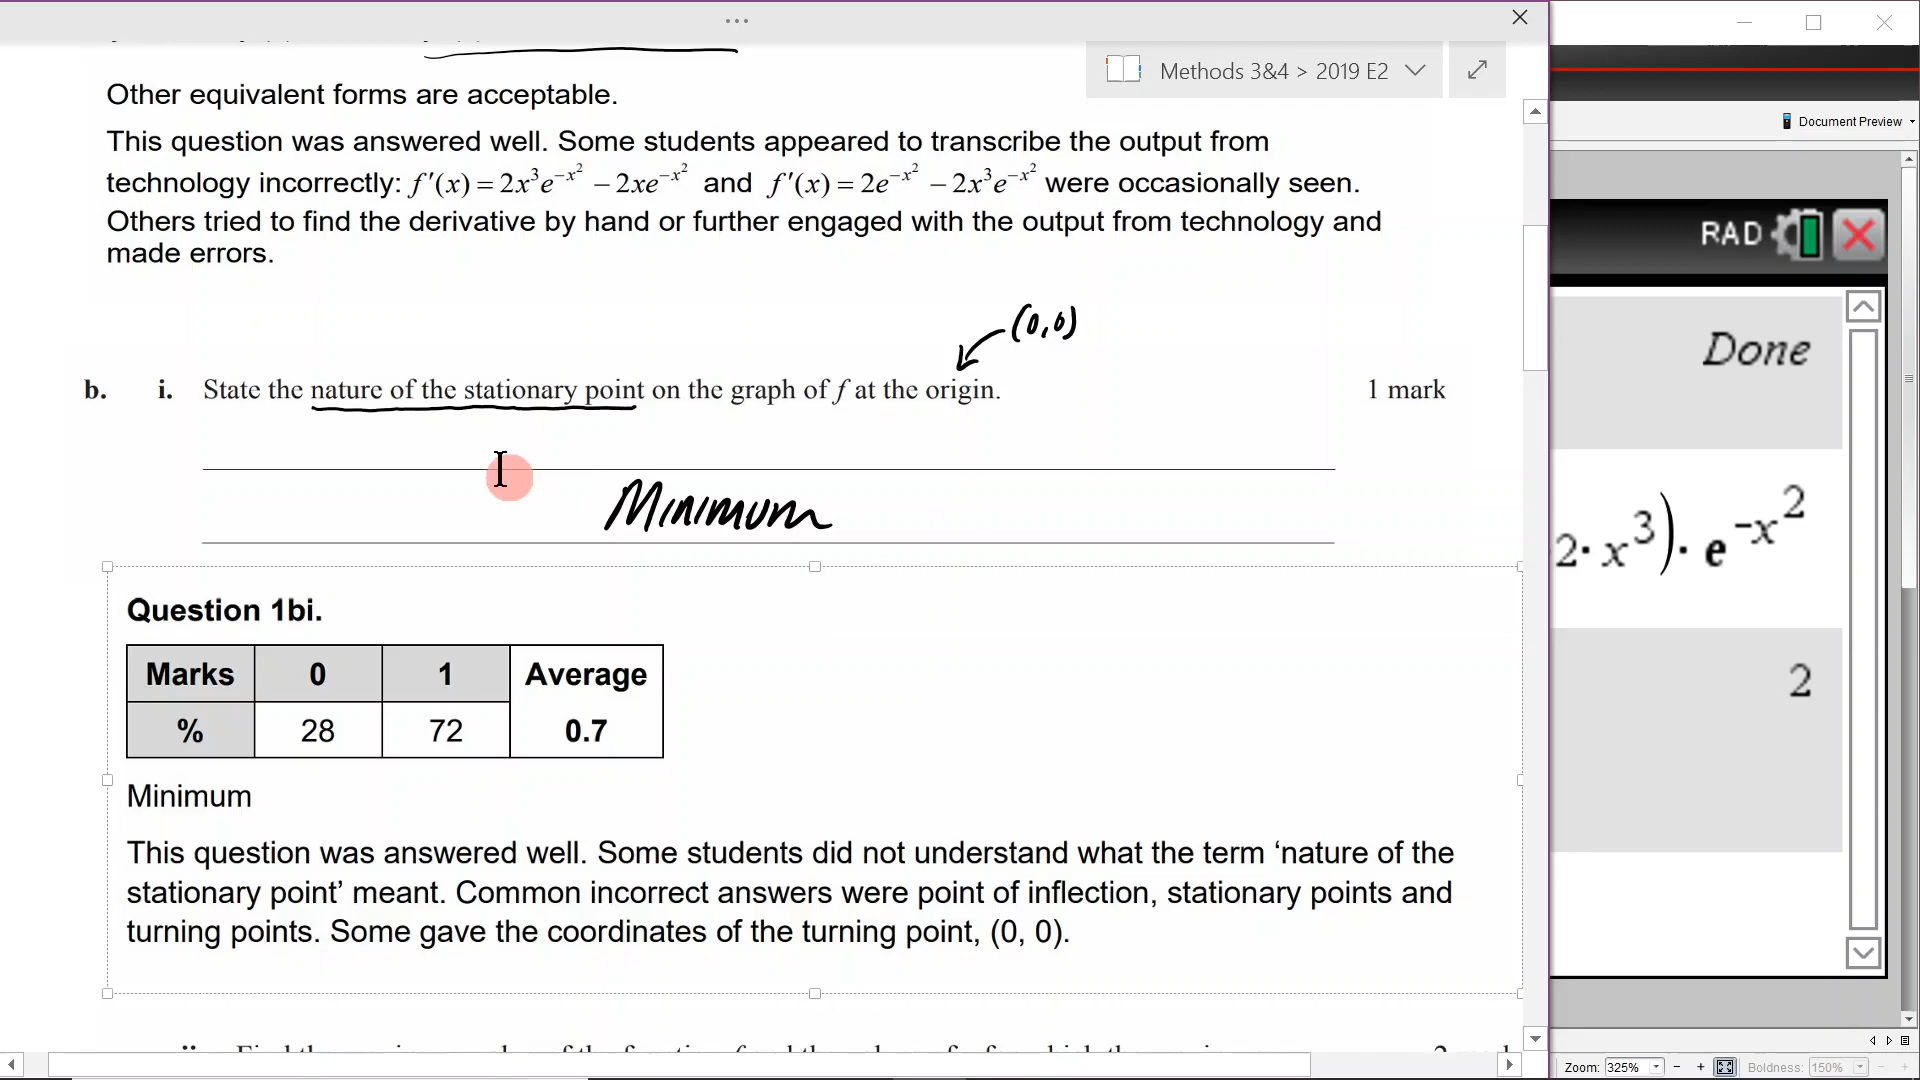 Methods 3&4 > 2019 E2
Other equivalent forms are acceptable.
This question was answered well. Some students appeared to transcribe the output from
technology incorrectly: f′(x) = 2x³e^{-x²} − 2xe^{-x²} and f′(x) = 2e^{-x²} − 2x³e^{-x²} were occasionally seen.
Others tried to find the derivative by hand or further engaged with the output from technology and
made errors.
(0,0)
b. i. State the nature of the stationary point on the graph of f at the origin. 1 mark
Minimum
Question 1bi.
Marks 0 1 Average
% 28 72 0.7
Minimum
This question was answered well. Some students did not understand what the term ‘nature of the
stationary point’ meant. Common incorrect answers were point of inflection, stationary points and
turning points. Some gave the coordinates of the turning point, (0, 0).
Document Preview
RAD
Done
2·x³)·e^{-x²}
2
Zoom: 325% − + Boldness: 150% − +